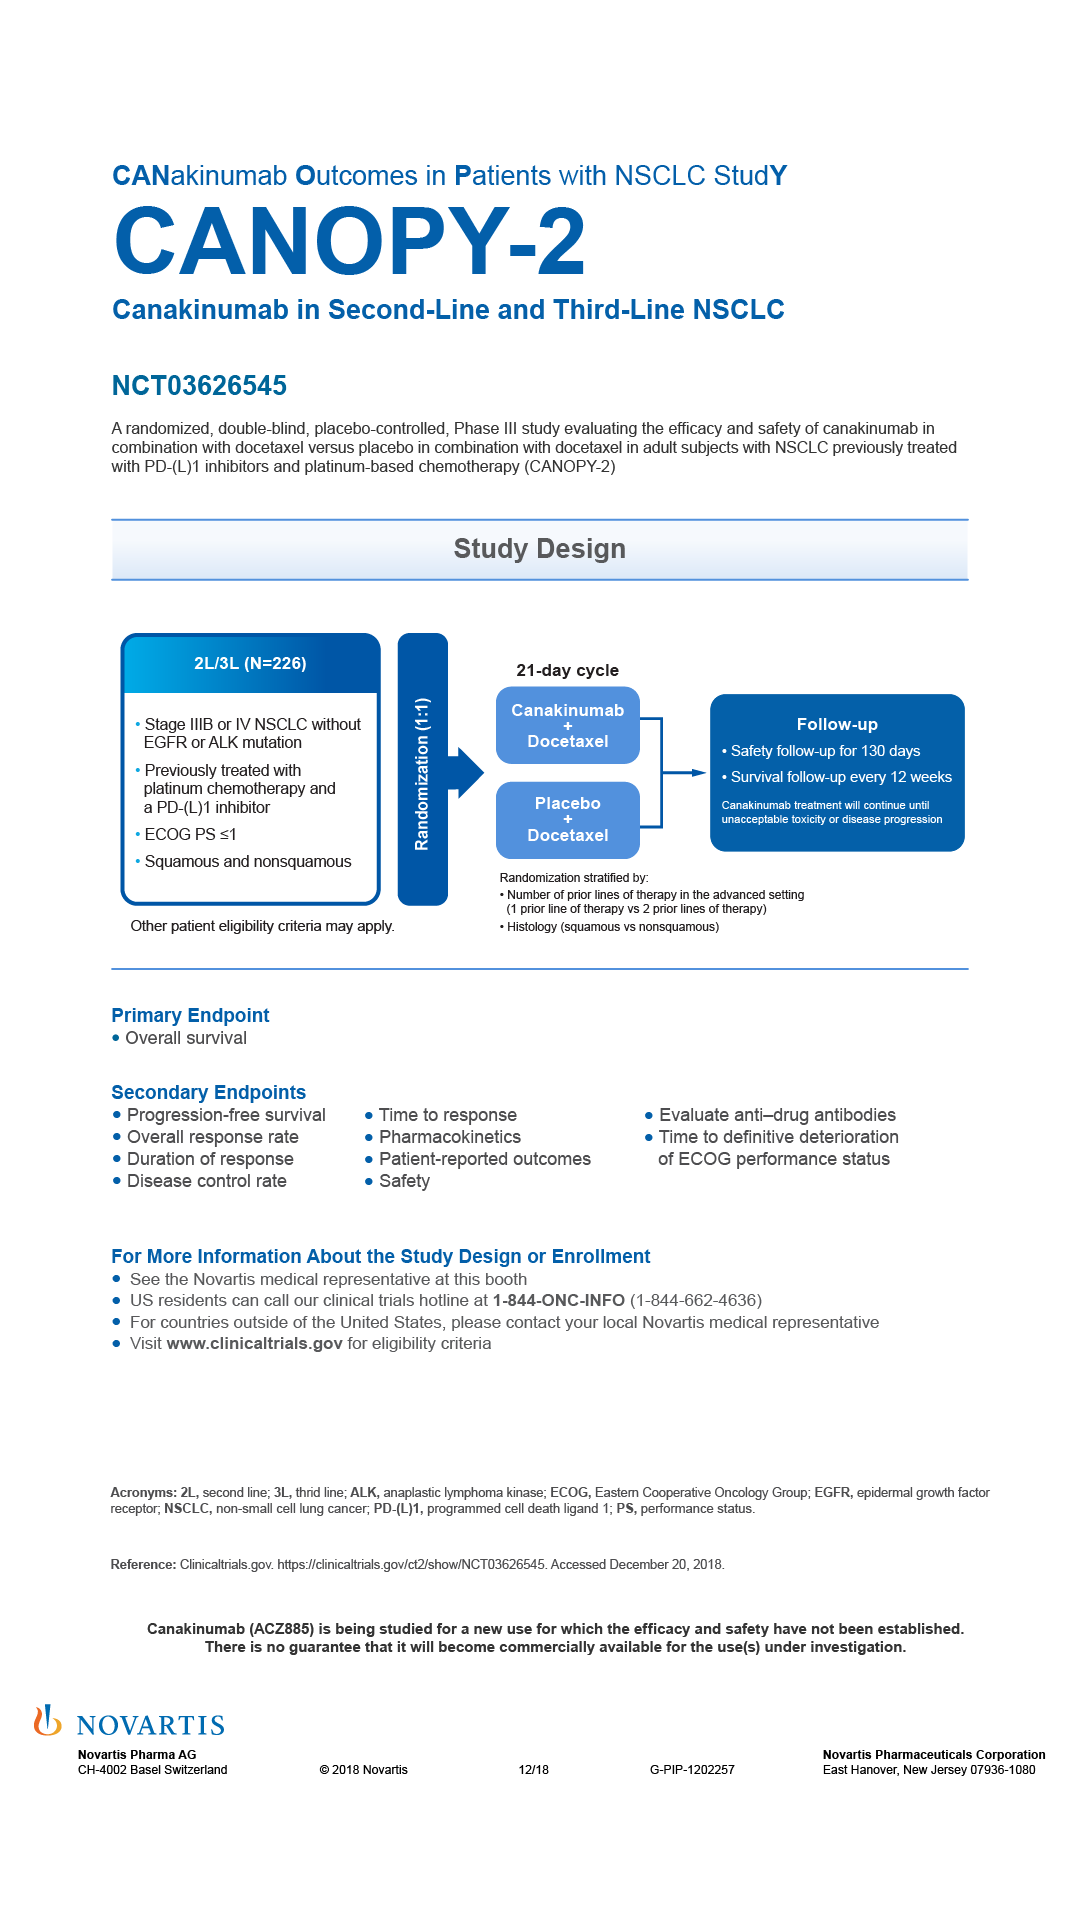 CANakinumab Outcomes in Patients with NSCLC StudY
CANOPY-2
Canakinumab in Second-Line and Third-Line NSCLC
NCT03626545
A randomized, double-blind, placebo-controlled, Phase III study evaluating the efficacy and safety of canakinumab in
combination with docetaxel versus placebo in combination with docetaxel in adult subjects with NSCLC previously treated
with PD-(L)1 inhibitors and platinum-based chemotherapy (CANOPY-2)
Study Design
2L/3L (N=226)
• Stage IIIB or IV NSCLC without
EGFR or ALK mutation
• Previously treated with
platinum chemotherapy and
a PD-(L)1 inhibitor
• ECOG PS ≤1
• Squamous and nonsquamous
Other patient eligibility criteria may apply.
Randomization (1:1)
21-day cycle
Canakinumab
+
Docetaxel
Placebo
+
Docetaxel
Randomization stratified by:
• Number of prior lines of therapy in the advanced setting
(1 prior line of therapy vs 2 prior lines of therapy)
• Histology (squamous vs nonsquamous)
Follow-up
• Safety follow-up for 130 days
• Survival follow-up every 12 weeks
Canakinumab treatment will continue until
unacceptable toxicity or disease progression
Primary Endpoint
• Overall survival
Secondary Endpoints
• Progression-free survival
• Overall response rate
• Duration of response
• Disease control rate
• Time to response
• Pharmacokinetics
• Patient-reported outcomes
• Safety
• Evaluate anti–drug antibodies
• Time to definitive deterioration
of ECOG performance status
For More Information About the Study Design or Enrollment
• See the Novartis medical representative at this booth
• US residents can call our clinical trials hotline at 1-844-ONC-INFO (1-844-662-4636)
• For countries outside of the United States, please contact your local Novartis medical representative
• Visit www.clinicaltrials.gov for eligibility criteria
Acronyms: 2L, second line; 3L, thrid line; ALK, anaplastic lymphoma kinase; ECOG, Eastern Cooperative Oncology Group; EGFR, epidermal growth factor
receptor; NSCLC, non-small cell lung cancer; PD-(L)1, programmed cell death ligand 1; PS, performance status.
Reference: Clinicaltrials.gov. https://clinicaltrials.gov/ct2/show/NCT03626545. Accessed December 20, 2018.
Canakinumab (ACZ885) is being studied for a new use for which the efficacy and safety have not been established.
There is no guarantee that it will become commercially available for the use(s) under investigation.
NOVARTIS
Novartis Pharma AG
CH-4002 Basel Switzerland
© 2018 Novartis
12/18
G-PIP-1202257
Novartis Pharmaceuticals Corporation
East Hanover, New Jersey 07936-1080